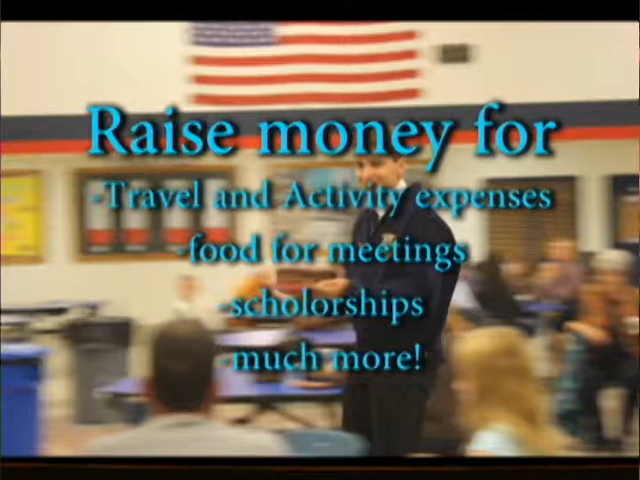 Raise money for
-Travel and Activity expenses
-food for meetings
-scholorships
-much more!